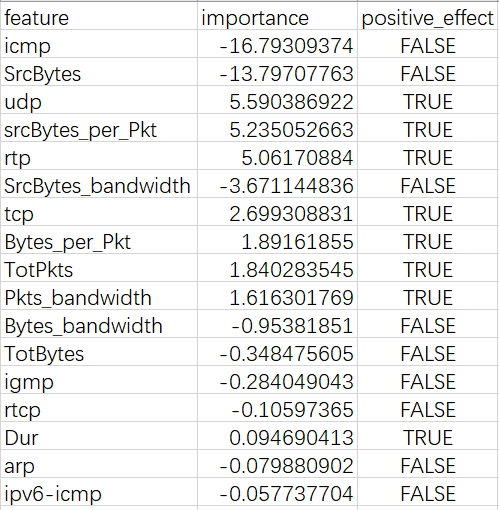 feature importance positive_effect
icmp -16.79309374 FALSE
SrcBytes -13.79707763 FALSE
udp 5.590386922 TRUE
srcBytes_per_Pkt 5.235052663 TRUE
rtp 5.06170884 TRUE
SrcBytes_bandwidth -3.671144836 FALSE
tcp 2.699308831 TRUE
Bytes_per_Pkt 1.89161855 TRUE
TotPkts 1.840283545 TRUE
Pkts_bandwidth 1.616301769 TRUE
Bytes_bandwidth -0.95381851 FALSE
TotBytes -0.348475605 FALSE
igmp -0.284049043 FALSE
rtcp -0.10597365 FALSE
Dur 0.094690413 TRUE
arp -0.079880902 FALSE
ipv6-icmp -0.057737704 FALSE